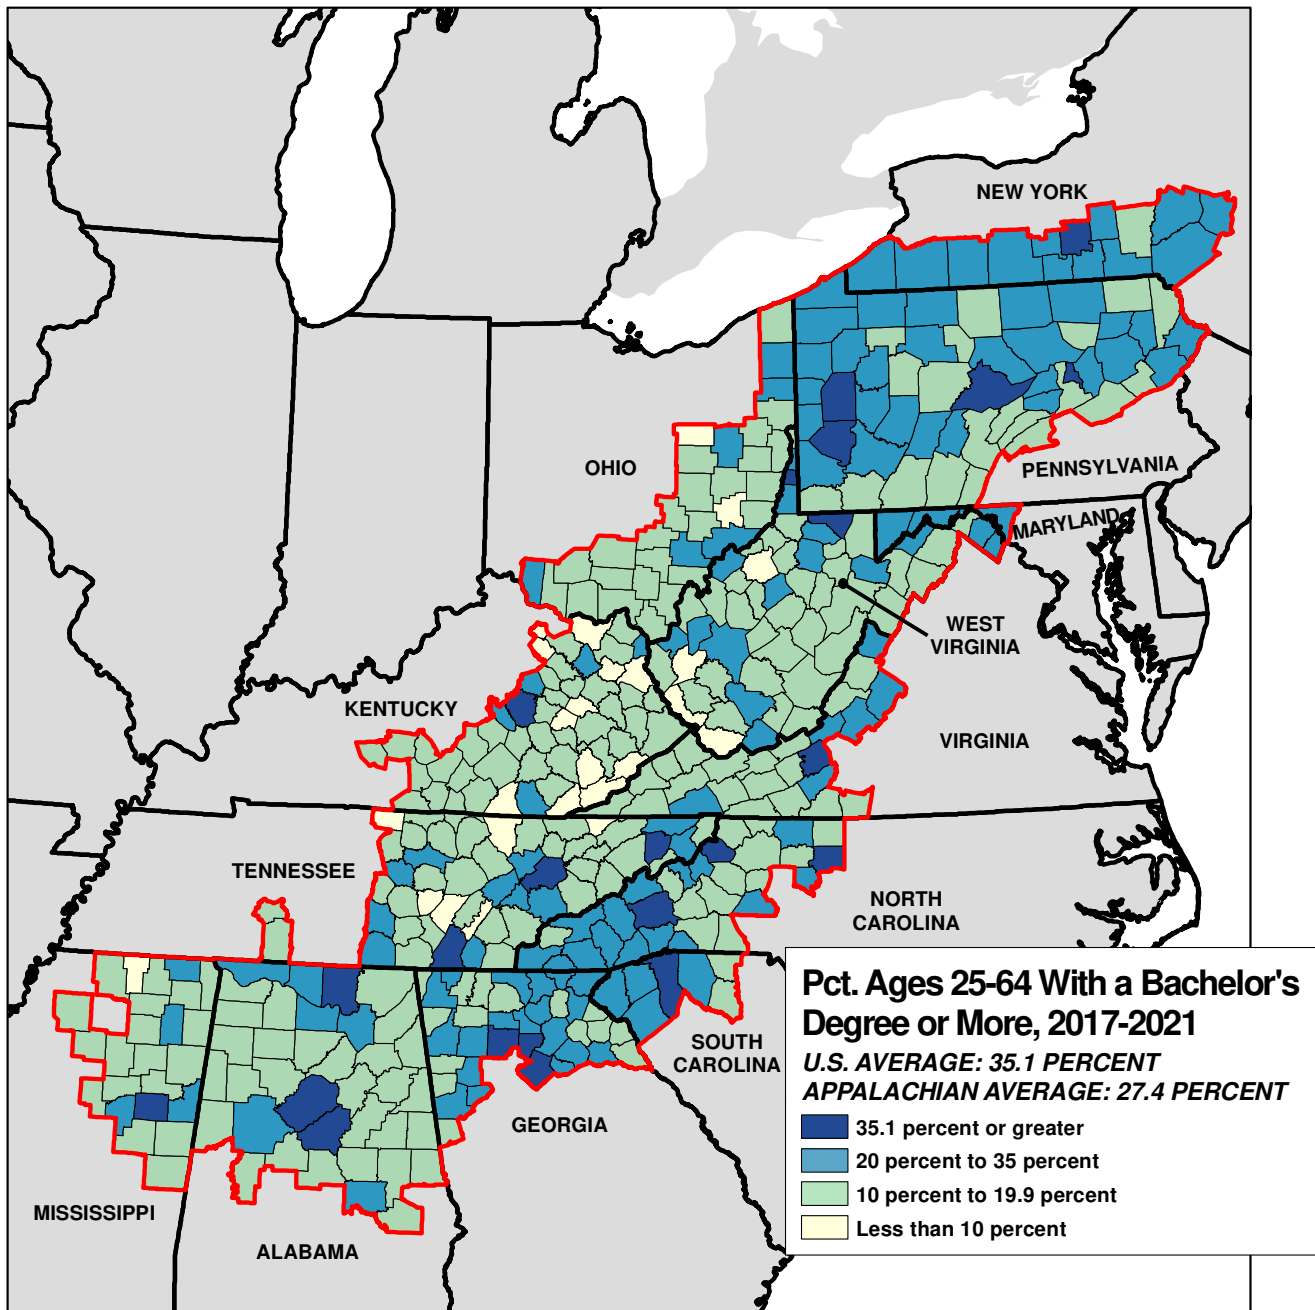 NEW YORK
OHIO
PENNSYLVANIA
MARYLAND
WEST
VIRGINIA
KENTUCKY
VIRGINIA
TENNESSEE
NORTH
CAROLINA
Pct. Ages 25-64 With a Bachelor's
Degree or More, 2017-2021
U.S. AVERAGE: 35.1 PERCENT
APPALACHIAN AVERAGE: 27.4 PERCENT
35.1 percent or greater
20 percent to 35 percent
10 percent to 19.9 percent
Less than 10 percent
SOUTH
CAROLINA
GEORGIA
MISSISSIPPI
ALABAMA